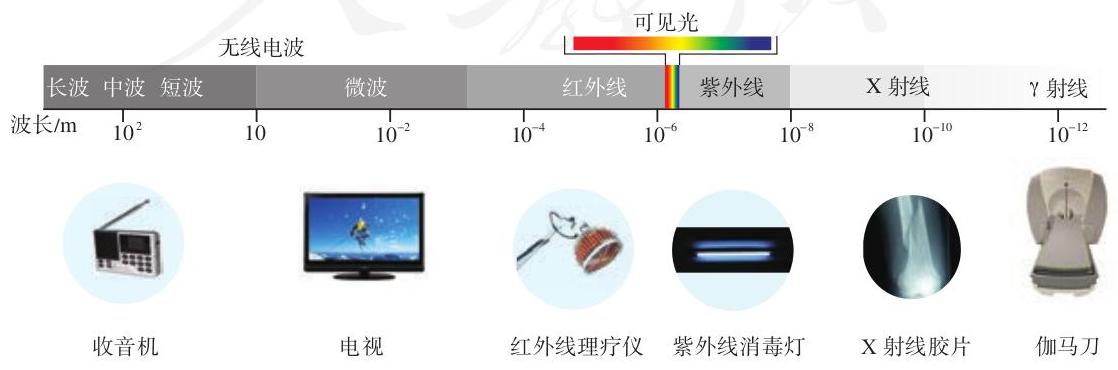 可见光
无线电波
长波 中波 短波 微波 红外线 紫外线 X 射线 γ 射线
波长/m 10² 10 10⁻² 10⁻⁴ 10⁻⁶ 10⁻⁸ 10⁻¹⁰ 10⁻¹²
收音机 电视 红外线理疗仪 紫外线消毒灯 X 射线胶片 伽马刀